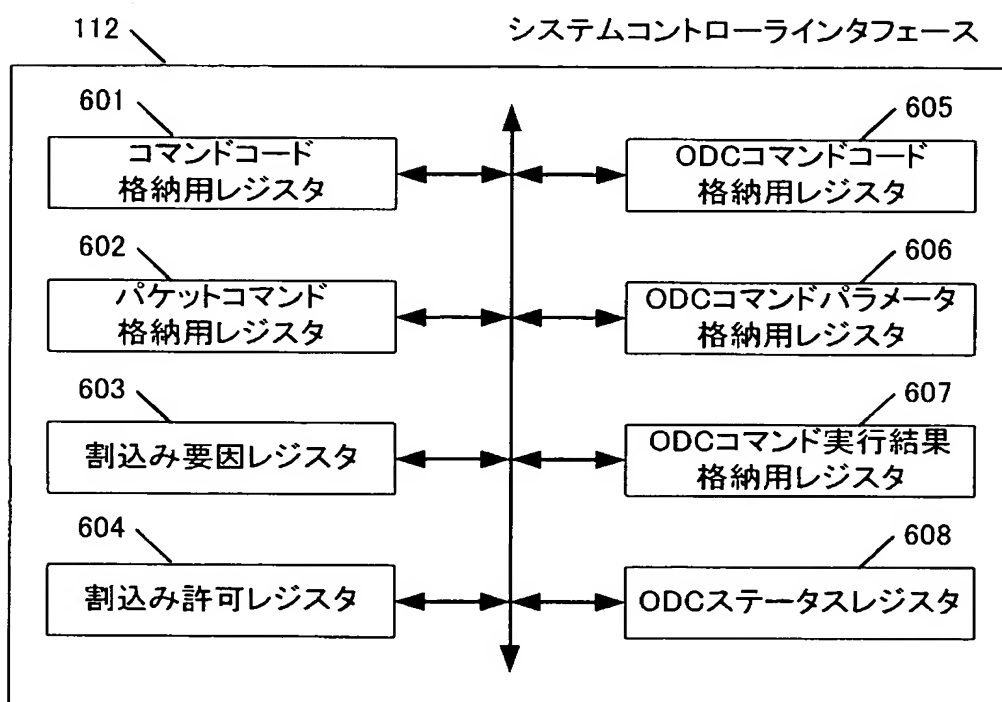 112
システムコントローラインタフェース
601
コマンドコード
格納用レジスタ
602
パケットコマンド
格納用レジスタ
603
割込み要因レジスタ
604
割込み許可レジスタ
605
ODCコマンドコード
格納用レジスタ
606
ODCコマンドパラメータ
格納用レジスタ
607
ODCコマンド実行結果
格納用レジスタ
608
ODCステータスレジスタ